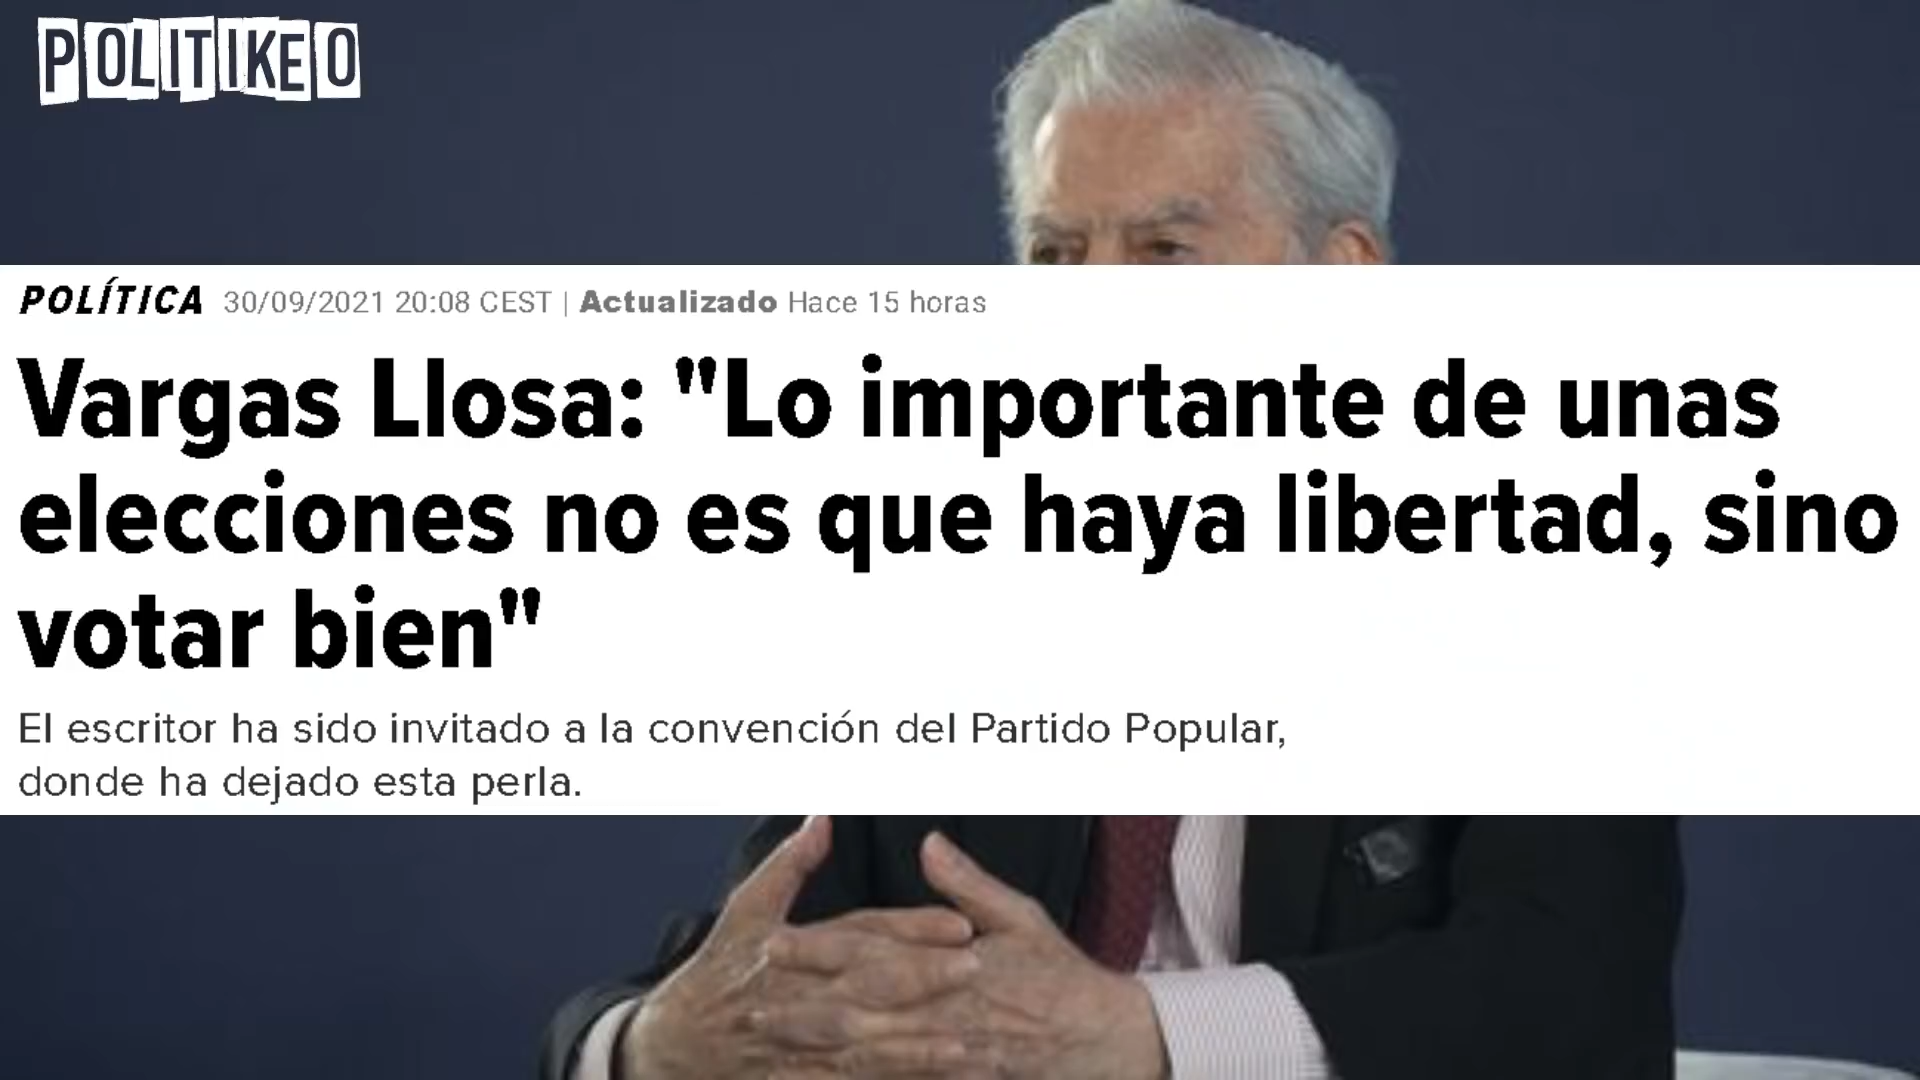 POLITIKEO
POLÍTICA 30/09/2021 20:08 CEST | Actualizado Hace 15 horas
Vargas Llosa: "Lo importante de unas
elecciones no es que haya libertad, sino
votar bien"
El escritor ha sido invitado a la convención del Partido Popular,
donde ha dejado esta perla.